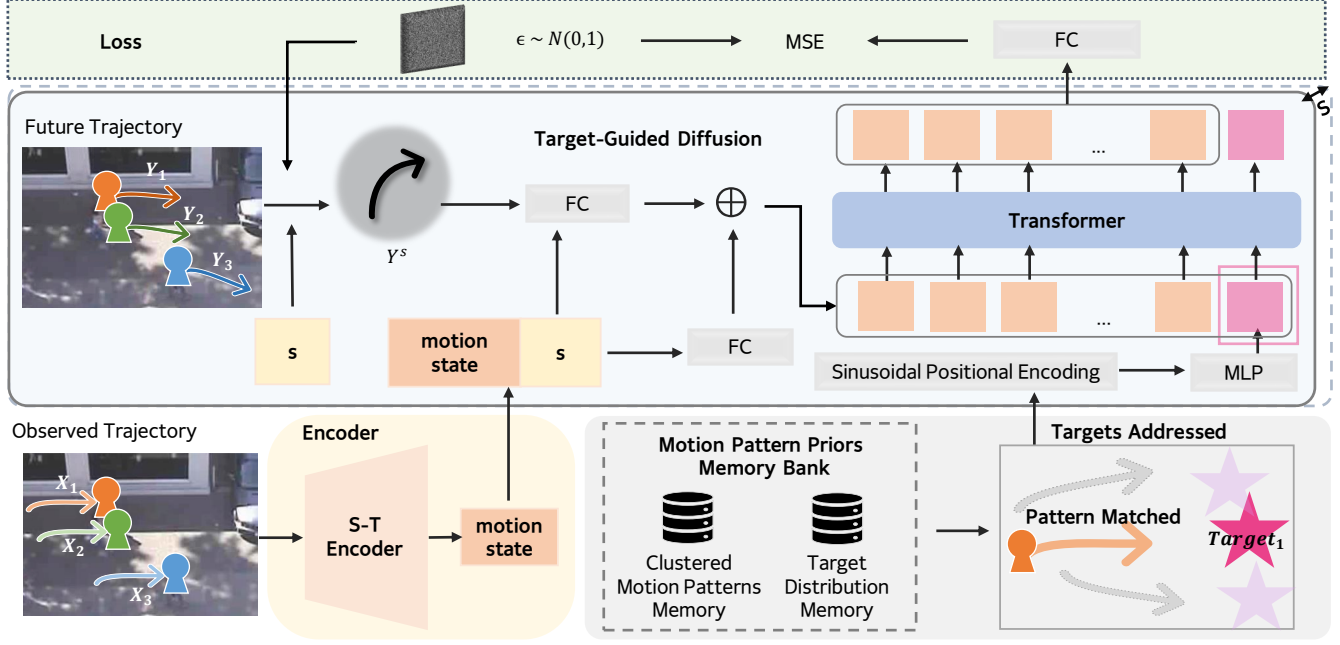 Loss
ϵ ~ N(0,1)
MSE
FC
S
Future Trajectory
Target-Guided Diffusion
Y₁
Y₂
Y₃
Yˢ
FC
Transformer
...
...
s
motion
state
s
FC
Sinusoidal Positional Encoding
MLP
Observed Trajectory
X₁
X₂
X₃
Encoder
S-T
Encoder
motion
state
Motion Pattern Priors
Memory Bank
Clustered
Motion Patterns
Memory
Target
Distribution
Memory
Targets Addressed
Pattern Matched
Target₁